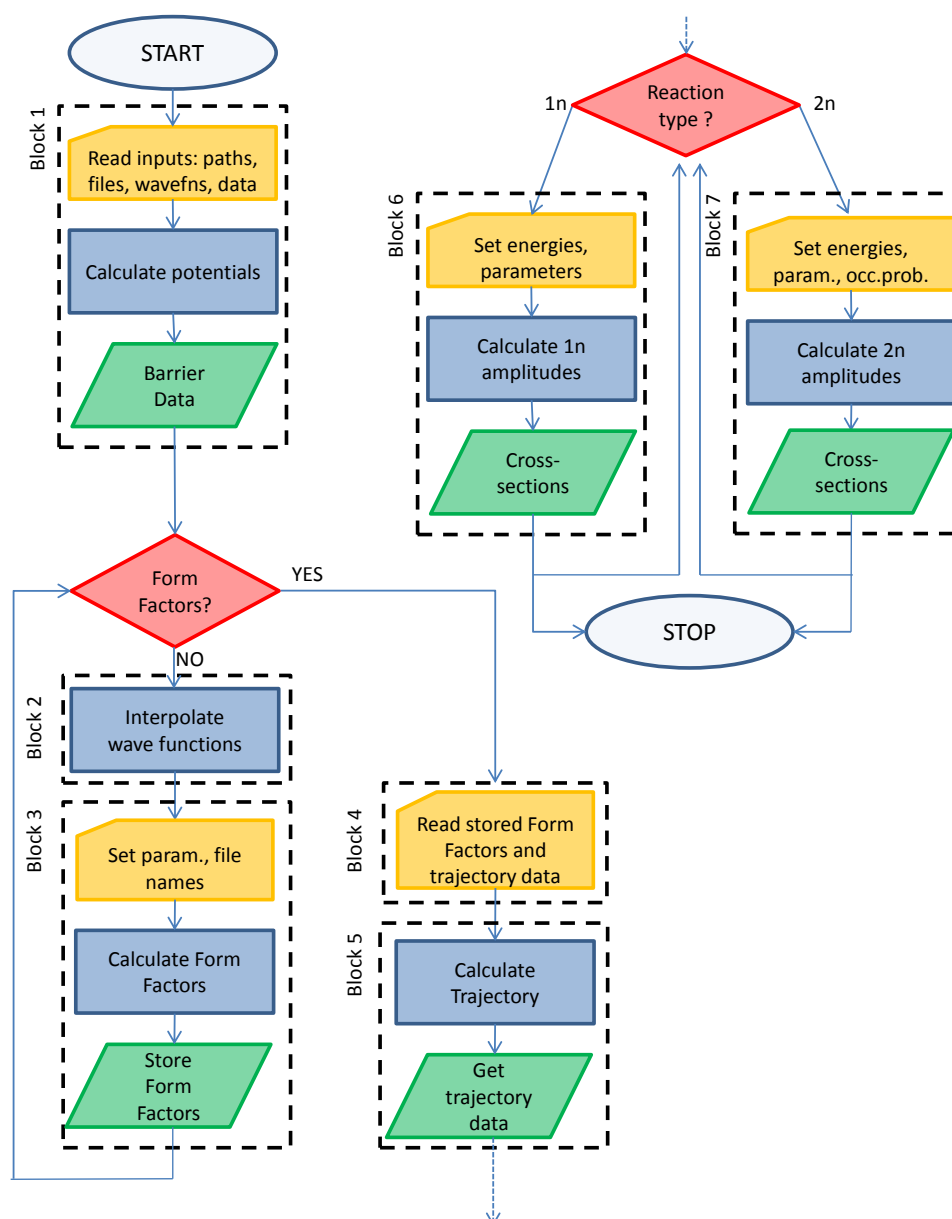 START
Block 1
Read inputs: paths,
files, wavefns, data
Calculate potentials
Barrier
Data
Form
Factors?
YES
NO
Block 2
Interpolate
wave functions
Block 3
Set param., file
names
Calculate Form
Factors
Store
Form
Factors
Block 4
Read stored Form
Factors and
trajectory data
Block 5
Calculate
Trajectory
Get
trajectory
data
Reaction
type ?
1n
2n
Block 6
Set energies,
parameters
Calculate 1n
amplitudes
Cross-
sections
Block 7
Set energies,
param., occ.prob.
Calculate 2n
amplitudes
Cross-
sections
STOP